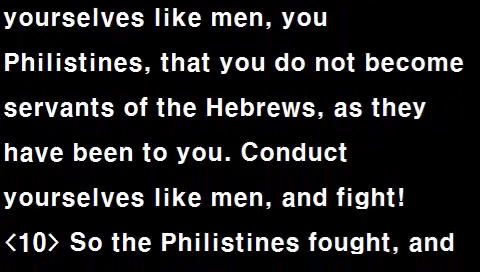 yourselves like men, you
Philistines, that you do not become
servants of the Hebrews, as they
have been to you. Conduct
yourselves like men, and fight!
<10> So the Philistines fought, and